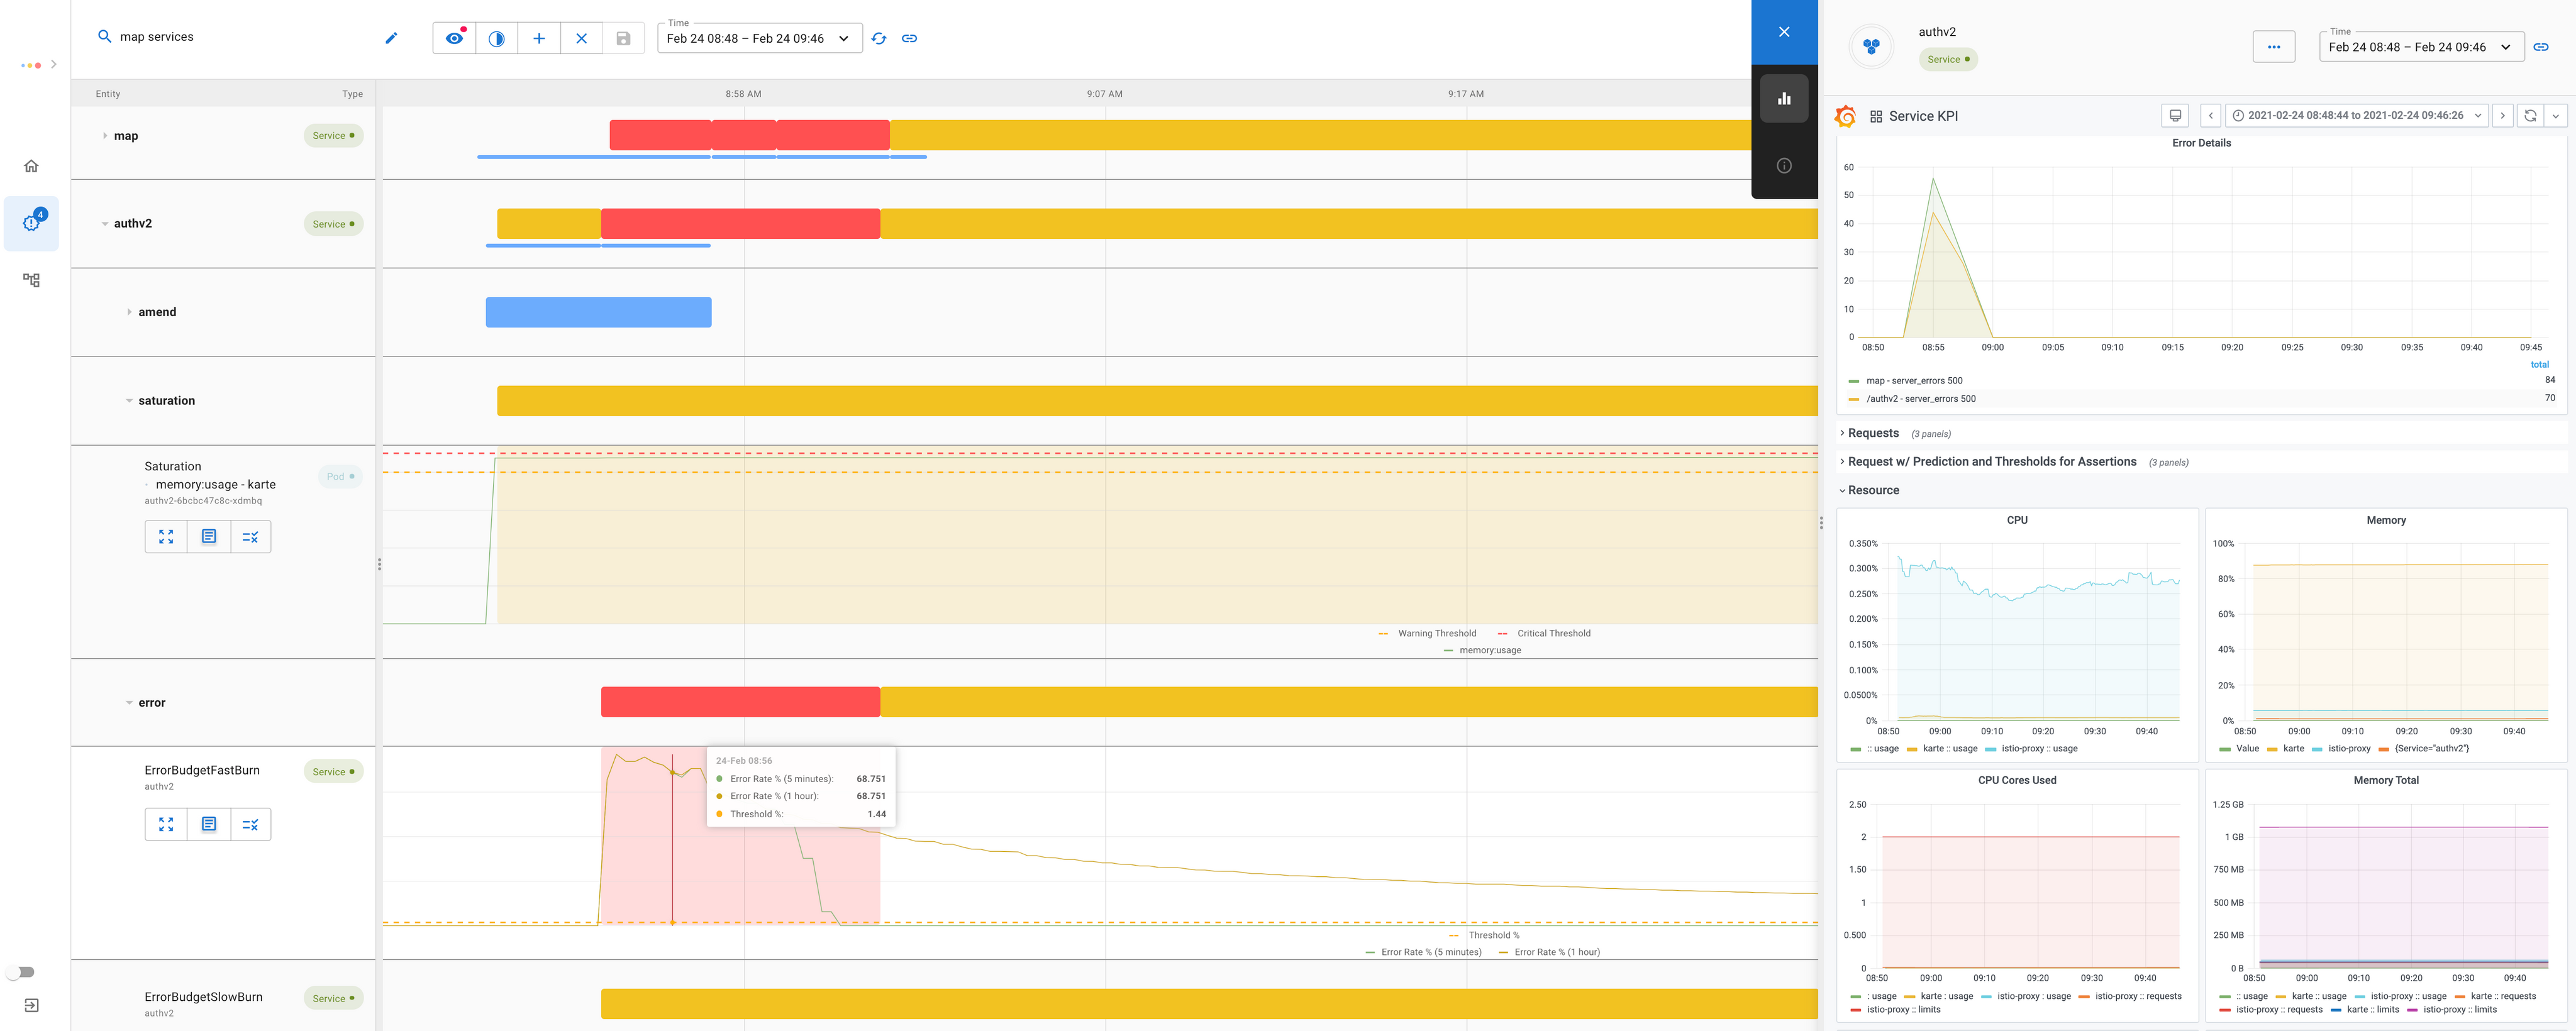 map services
Time
Feb 24 08:48 – Feb 24 09:46
Entity Type
8:58 AM 9:07 AM 9:17 AM
map Service
4
authv2 Service
amend
saturation
Saturation
memory:usage - karte
authv2-6bcbc47c8c-xdmbq
Pod
Warning Threshold Critical Threshold
memory:usage
error
ErrorBudgetFastBurn Service
authv2
24-Feb 08:56
Error Rate % (5 minutes): 68.751
Error Rate % (1 hour): 68.751
Threshold %: 1.44
Threshold %
Error Rate % (5 minutes) Error Rate % (1 hour)
ErrorBudgetSlowBurn Service
authv2
authv2
Service
Time
Feb 24 08:48 – Feb 24 09:46
Service KPI
2021-02-24 08:48:44 to 2021-02-24 09:46:26
Error Details
60
50
40
30
20
10
0
08:50 08:55 09:00 09:05 09:10 09:15 09:20 09:25 09:30 09:35 09:40 09:45
total
map - server_errors 500 84
/authv2 - server_errors 500 70
Requests (3 panels)
Request w/ Prediction and Thresholds for Assertions (3 panels)
Resource
CPU
0.350%
0.300%
0.250%
0.200%
0.150%
0.100%
0.0500%
0%
08:50 09:00 09:10 09:20 09:30 09:40
:: usage karte :: usage istio-proxy :: usage
Memory
100%
80%
60%
40%
20%
0%
08:50 09:00 09:10 09:20 09:30 09:40
Value karte istio-proxy {Service="authv2"}
CPU Cores Used
2.50
2
1.50
1
0.500
0
08:50 09:00 09:10 09:20 09:30 09:40
: usage karte : usage istio-proxy : usage istio-proxy :: requests
istio-proxy :: limits
Memory Total
1.25 GB
1 GB
750 MB
500 MB
250 MB
0 B
08:50 09:00 09:10 09:20 09:30 09:40
:: usage karte :: usage istio-proxy :: usage karte :: requests
istio-proxy :: requests karte :: limits istio-proxy :: limits